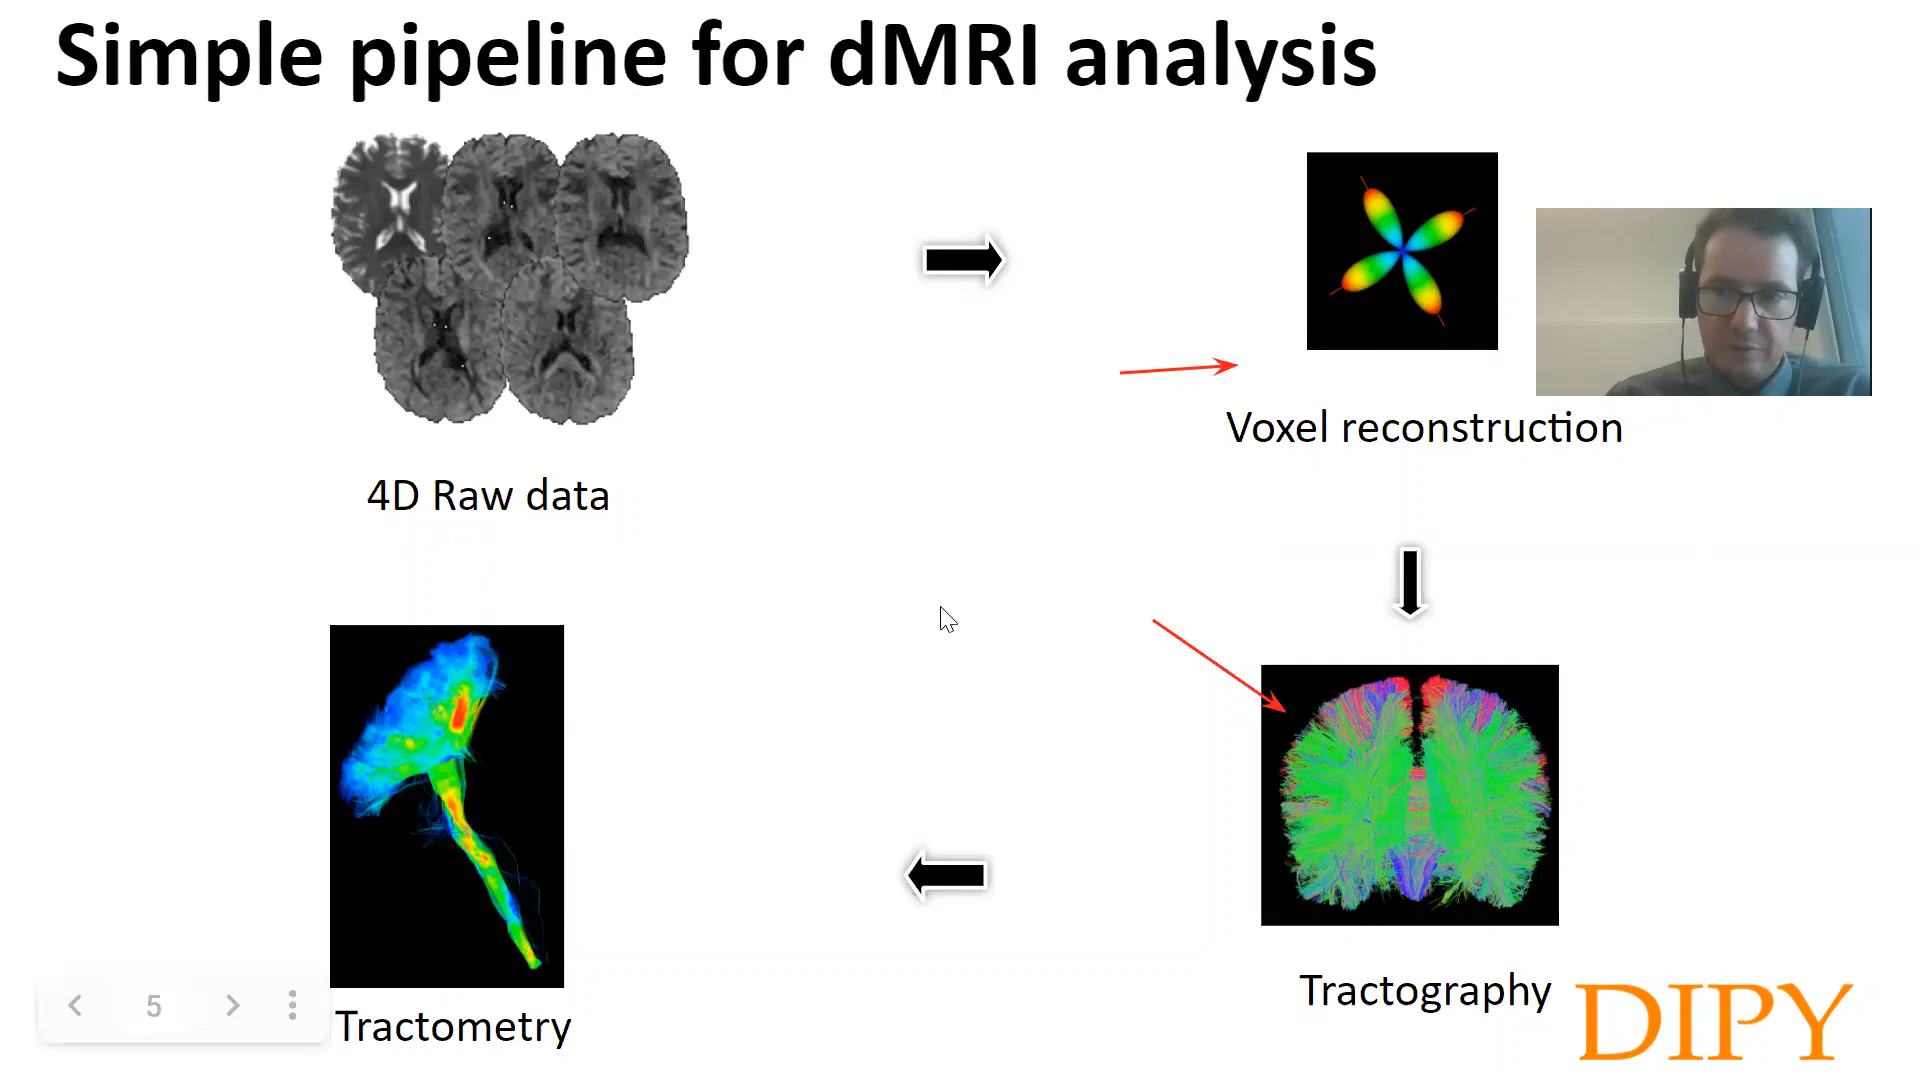 Simple pipeline for dMRI analysis
4D Raw data
Voxel reconstruction
Tractography
Tractometry
5
DIPY